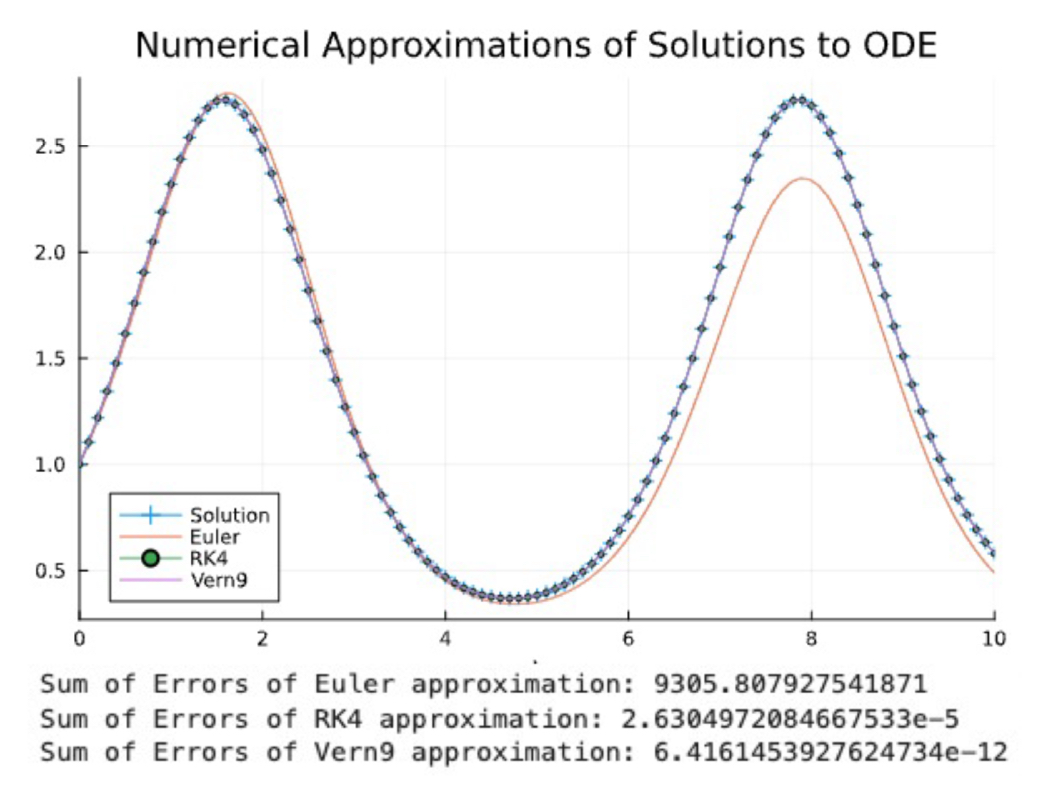 Numerical Approximations of Solutions to ODE
2.5
2.0
1.5
1.0
0.5
Solution
Euler
RK4
Vern9
0 2 4 6 8 10
Sum of Errors of Euler approximation: 9305.807927541871
Sum of Errors of RK4 approximation: 2.6304972084667533e-5
Sum of Errors of Vern9 approximation: 6.4161453927624734e-12